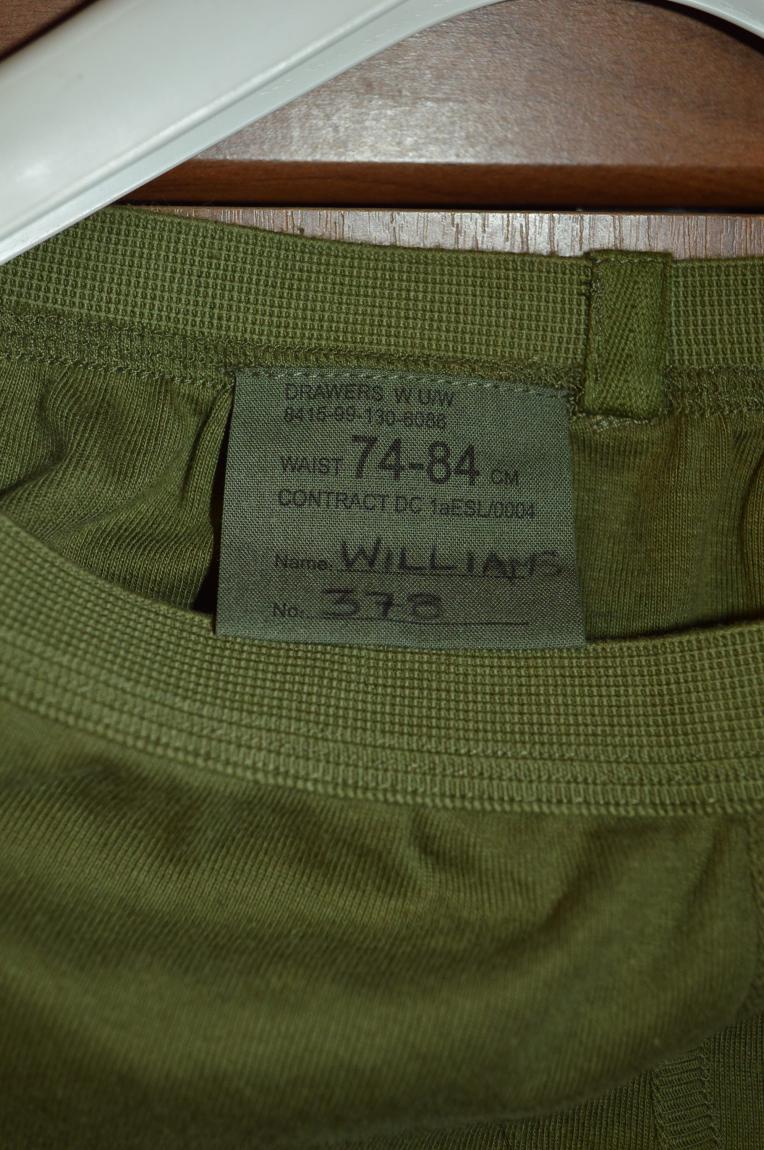 DRAWERS W U/W
8415-99-130-6088
WAIST 74-84 CM
CONTRACT DC 1aESL/0004
Name. WILLIAMS
No:... 378